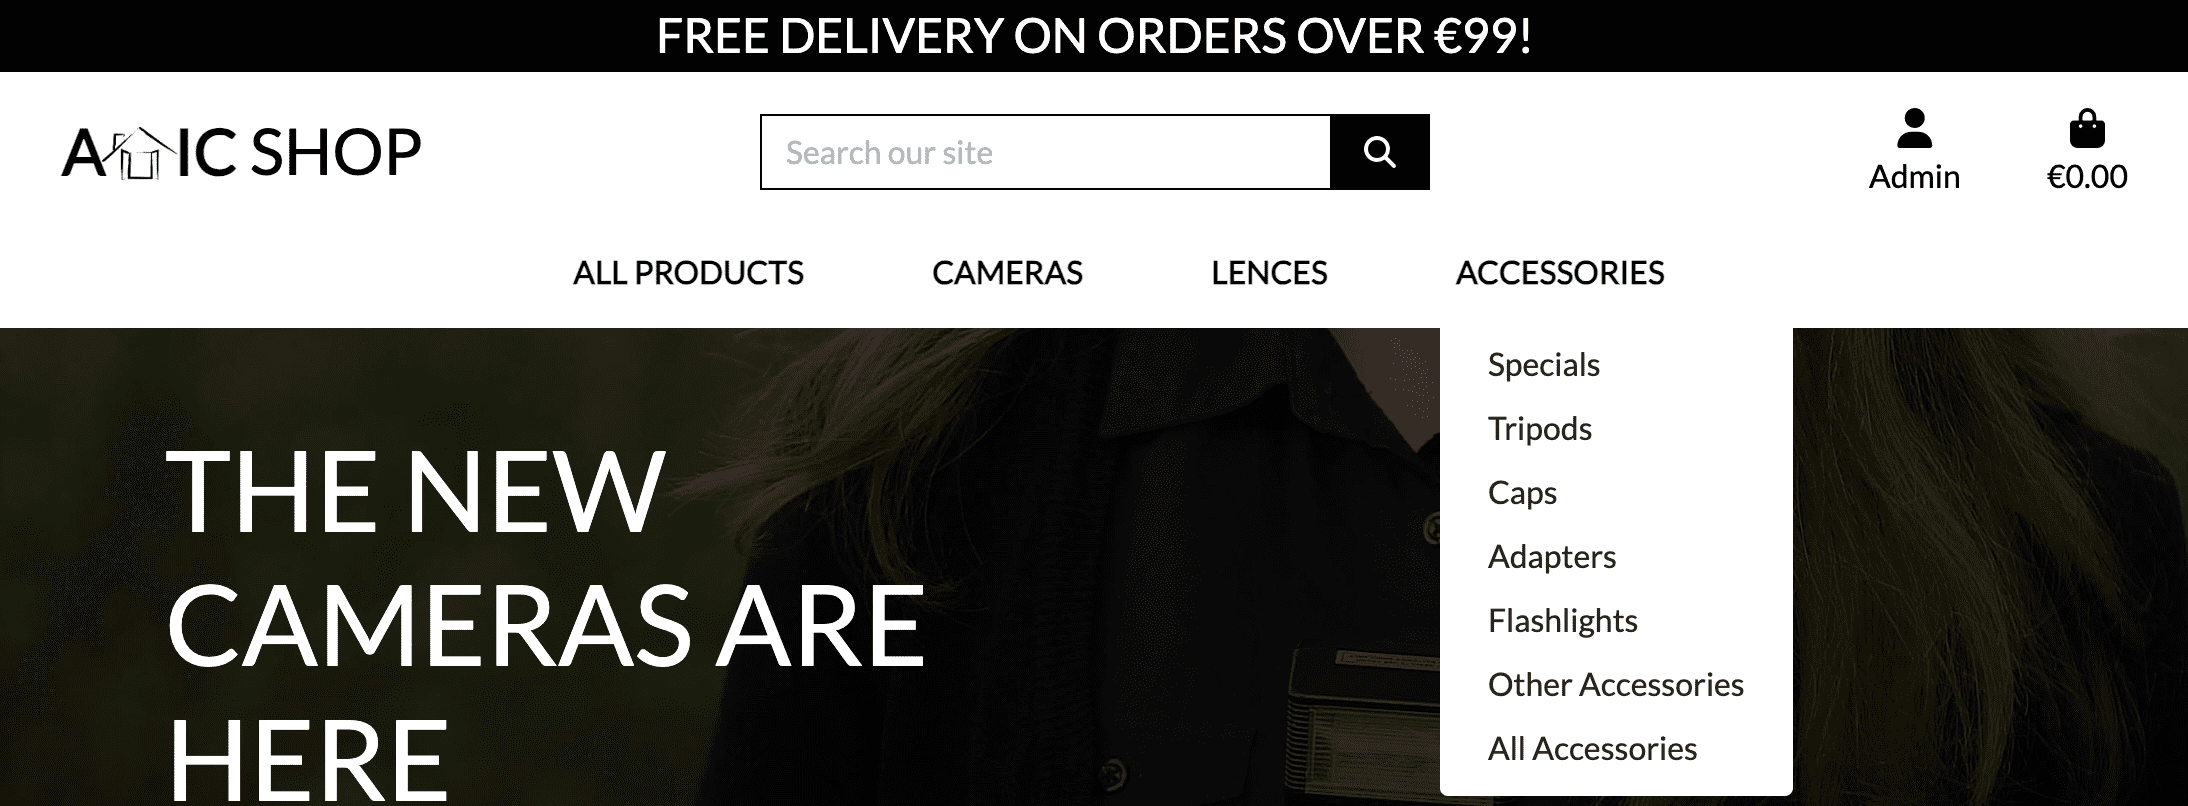 FREE DELIVERY ON ORDERS OVER €99!
A IC SHOP
Search our site
Admin
€0.00
ALL PRODUCTS
CAMERAS
LENCES
ACCESSORIES
Specials
Tripods
Caps
Adapters
Flashlights
Other Accessories
All Accessories
THE NEW
CAMERAS ARE
HERE